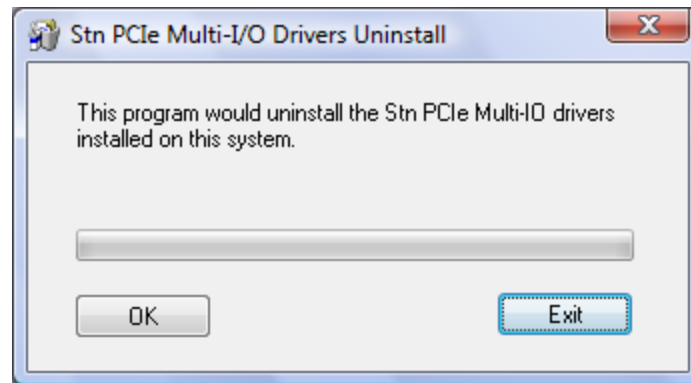 Stn PCIe Multi-I/O Drivers Uninstall
This program would uninstall the Stn PCIe Multi-IO drivers
installed on this system.
OK
Exit